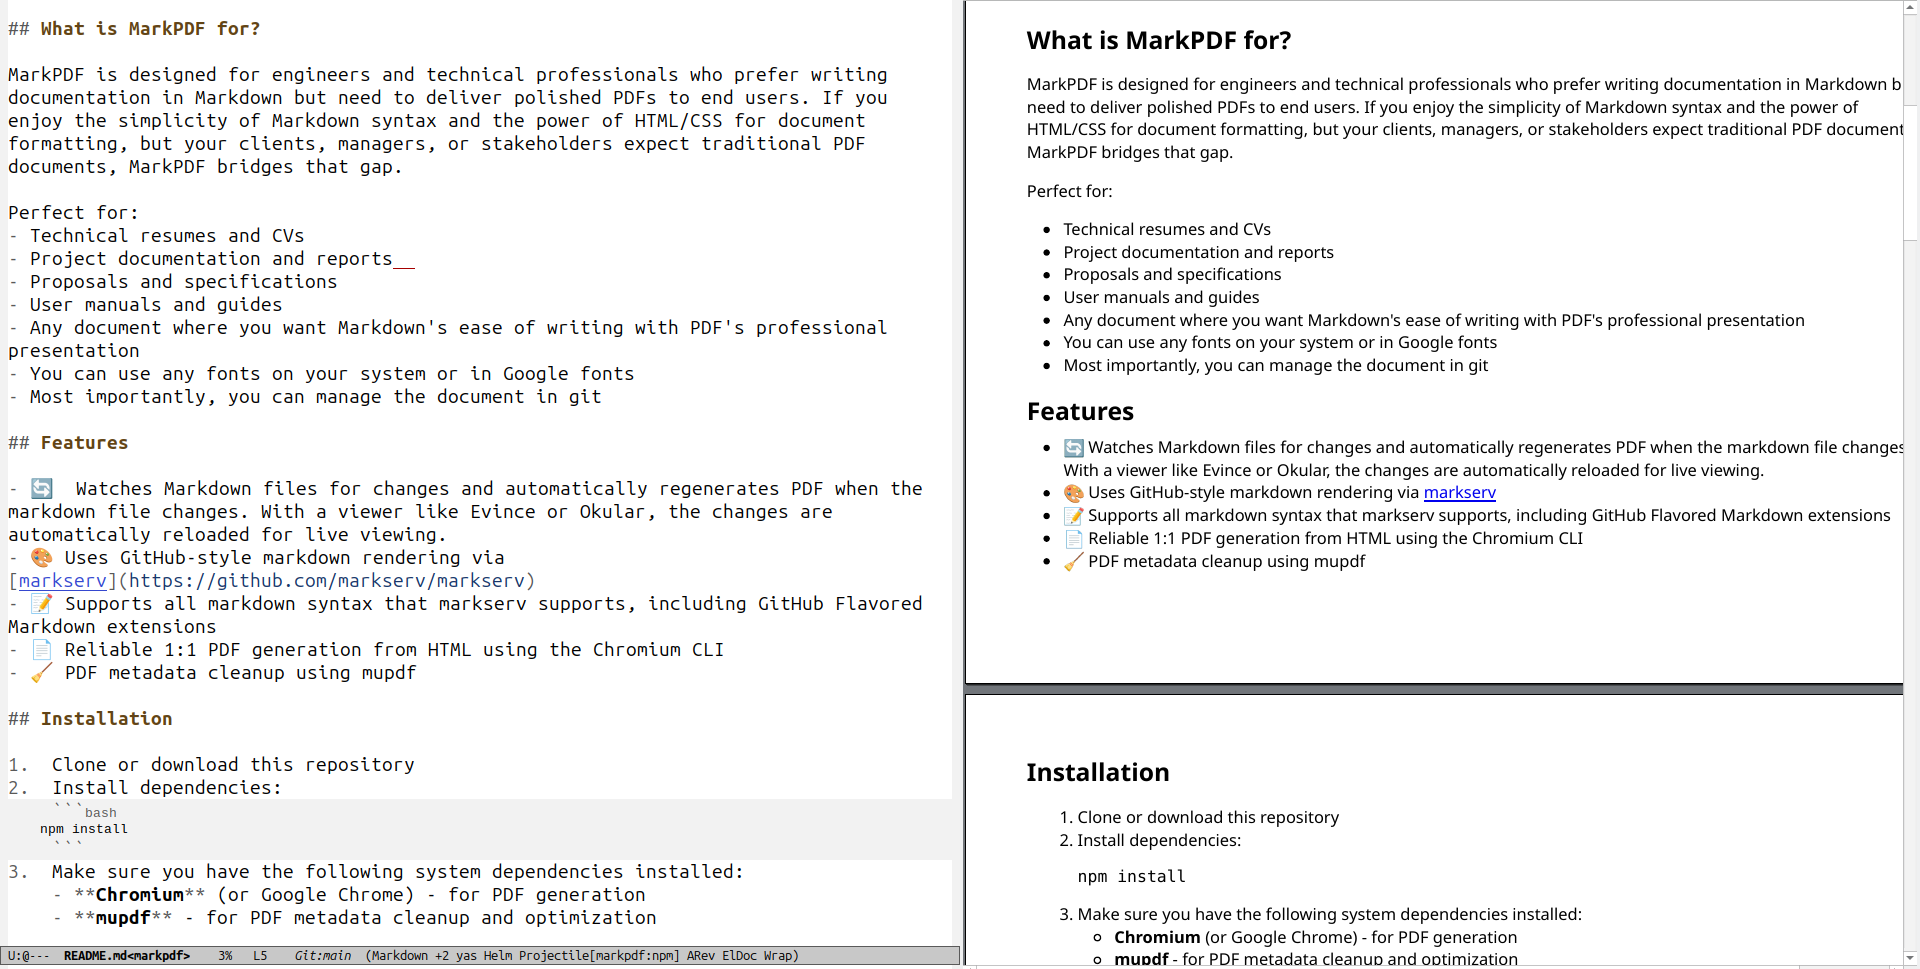 ## What is MarkPDF for?
MarkPDF is designed for engineers and technical professionals who prefer writing
documentation in Markdown but need to deliver polished PDFs to end users. If you
enjoy the simplicity of Markdown syntax and the power of HTML/CSS for document
formatting, but your clients, managers, or stakeholders expect traditional PDF
documents, MarkPDF bridges that gap.
Perfect for:
- Technical resumes and CVs
- Project documentation and reports
- Proposals and specifications
- User manuals and guides
- Any document where you want Markdown's ease of writing with PDF's professional
presentation
- You can use any fonts on your system or in Google fonts
- Most importantly, you can manage the document in git
## Features
- 🔄 Watches Markdown files for changes and automatically regenerates PDF when the
markdown file changes. With a viewer like Evince or Okular, the changes are
automatically reloaded for live viewing.
- 🎨 Uses GitHub-style markdown rendering via
[markserv](https://github.com/markserv/markserv)
- 📝 Supports all markdown syntax that markserv supports, including GitHub Flavored
Markdown extensions
- 📄 Reliable 1:1 PDF generation from HTML using the Chromium CLI
- 🧹 PDF metadata cleanup using mupdf
## Installation
1. Clone or download this repository
2. Install dependencies:
```bash
npm install
```
3. Make sure you have the following system dependencies installed:
- **Chromium** (or Google Chrome) - for PDF generation
- **mupdf** - for PDF metadata cleanup and optimization
U:@--- README.md<markpdf> 3% L5 Git:main (Markdown +2 yas Helm Projectile[markpdf:npm] ARev ElDoc Wrap)
What is MarkPDF for?
MarkPDF is designed for engineers and technical professionals who prefer writing documentation in Markdown b
need to deliver polished PDFs to end users. If you enjoy the simplicity of Markdown syntax and the power of
HTML/CSS for document formatting, but your clients, managers, or stakeholders expect traditional PDF document
MarkPDF bridges that gap.
Perfect for:
• Technical resumes and CVs
• Project documentation and reports
• Proposals and specifications
• User manuals and guides
• Any document where you want Markdown's ease of writing with PDF's professional presentation
• You can use any fonts on your system or in Google fonts
• Most importantly, you can manage the document in git
Features
• 🔄 Watches Markdown files for changes and automatically regenerates PDF when the markdown file changes
With a viewer like Evince or Okular, the changes are automatically reloaded for live viewing.
• 🎨 Uses GitHub-style markdown rendering via markserv
• 📝 Supports all markdown syntax that markserv supports, including GitHub Flavored Markdown extensions
• 📄 Reliable 1:1 PDF generation from HTML using the Chromium CLI
• 🧹 PDF metadata cleanup using mupdf
Installation
1. Clone or download this repository
2. Install dependencies:
npm install
3. Make sure you have the following system dependencies installed:
◦ Chromium (or Google Chrome) - for PDF generation
◦ mupdf - for PDF metadata cleanup and optimization